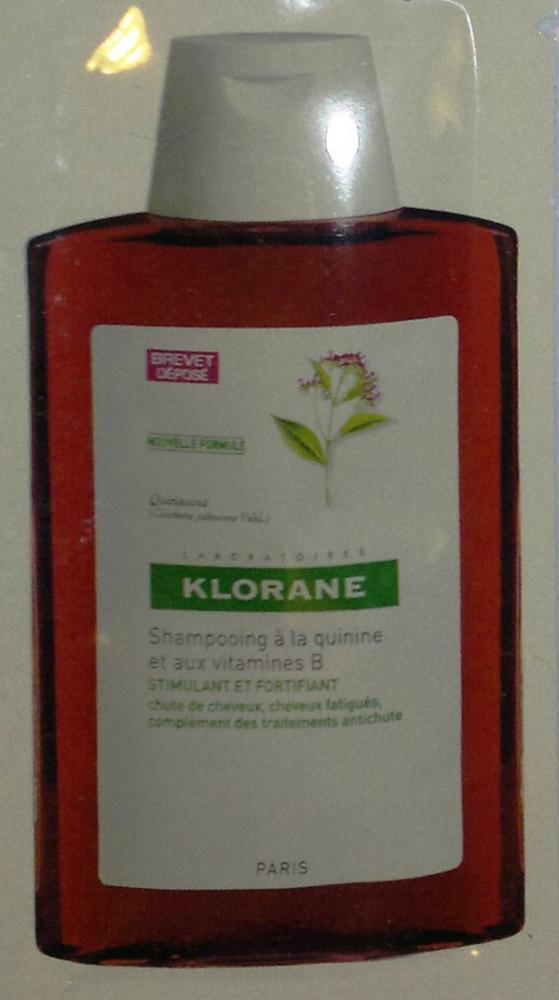 BREVET
DÉPOSÉ
NOUVELLE FORMULE
Quinquina
LABORATOIRES
KLORANE
Shampooing à la quinine
et aux vitamines B
STIMULANT ET FORTIFIANT
chute de cheveux, cheveux fatigués,
complément des traitements antichute
PARIS